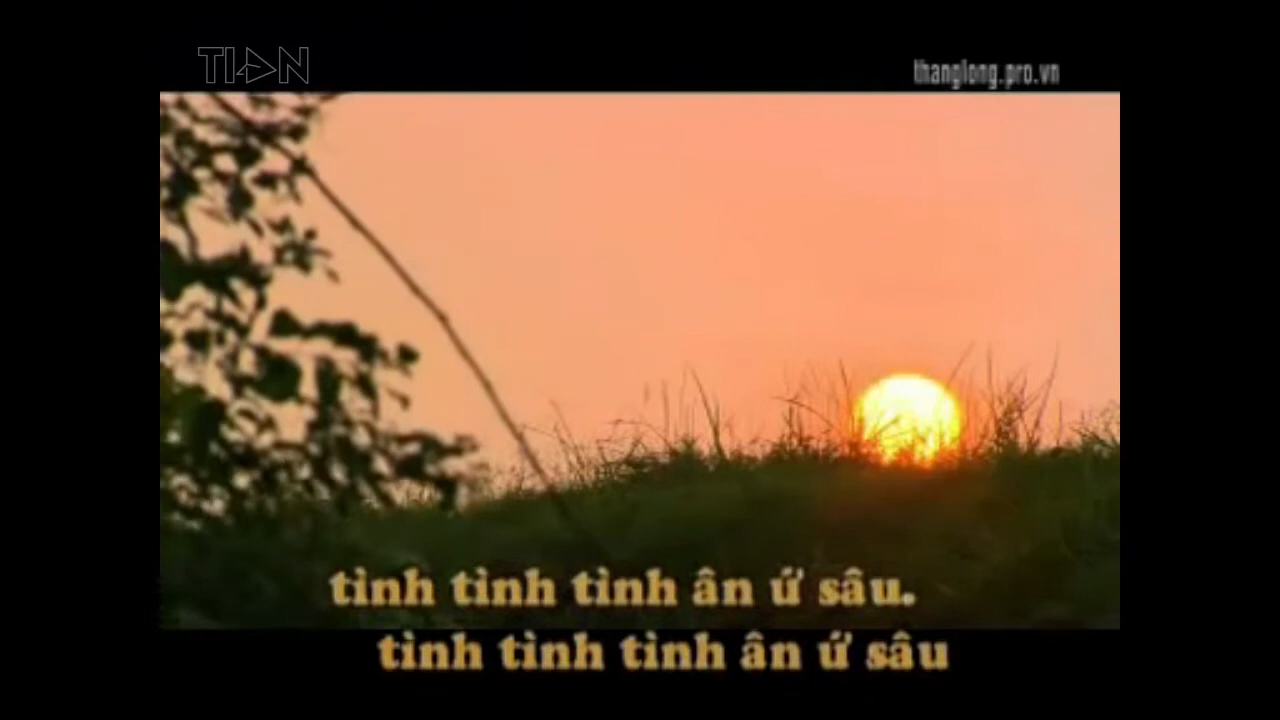 TIAN
thanglong.pro.vn
tình tình tình ân ứ sâu.
tình tình tình ân ứ sâu